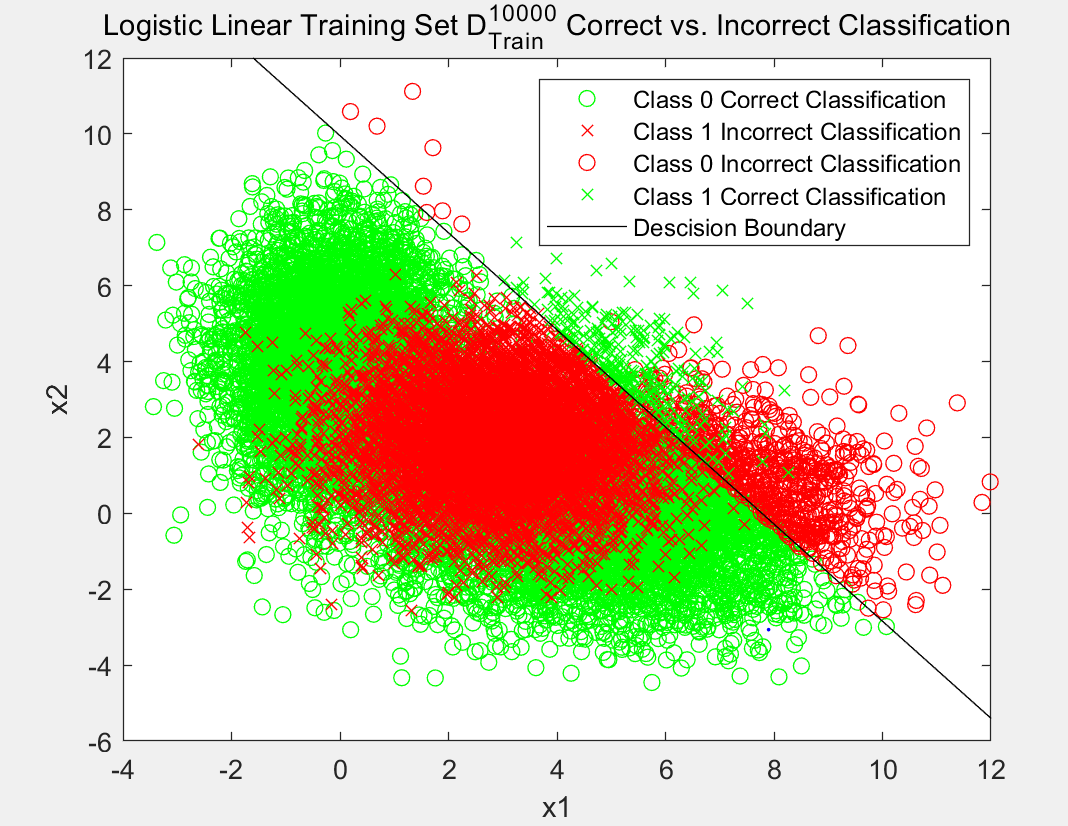 Logistic Linear Training Set D_Train^10000 Correct vs. Incorrect Classification
12
10
8
6
4
2
0
-2
-4
-6
x2
Class 0 Correct Classification
Class 1 Incorrect Classification
Class 0 Incorrect Classification
Class 1 Correct Classification
Descision Boundary
-4 -2 0 2 4 6 8 10 12
x1